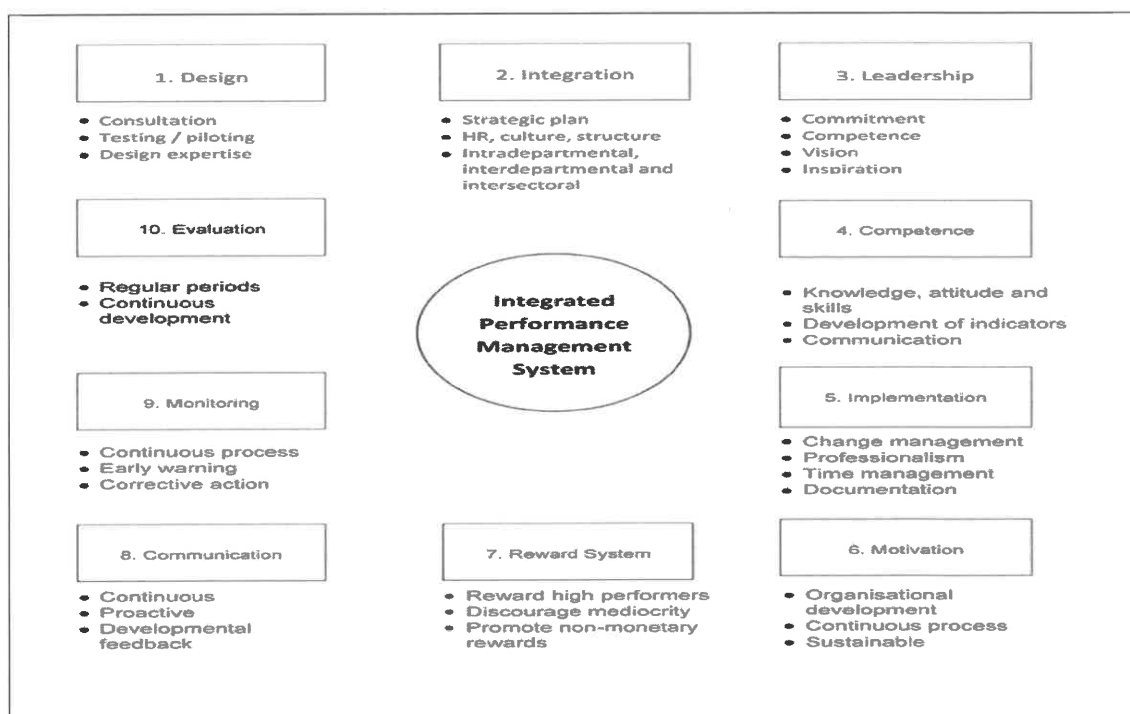 1. Design
• Consultation
• Testing / piloting
• Design expertise
2. Integration
• Strategic plan
• HR, culture, structure
• Intradepartmental,
interdepartmental and
intersectoral
3. Leadership
• Commitment
• Competence
• Vision
• Inspiration
10. Evaluation
• Regular periods
• Continuous
development
Integrated
Performance
Management
System
4. Competence
• Knowledge, attitude and
skills
• Development of indicators
• Communication
9. Monitoring
• Continuous process
• Early warning
• Corrective action
5. Implementation
• Change management
• Professionalism
• Time management
• Documentation
8. Communication
• Continuous
• Proactive
• Developmental
feedback
7. Reward System
• Reward high performers
• Discourage mediocrity
• Promote non-monetary
rewards
6. Motivation
• Organisational
development
• Continuous process
• Sustainable